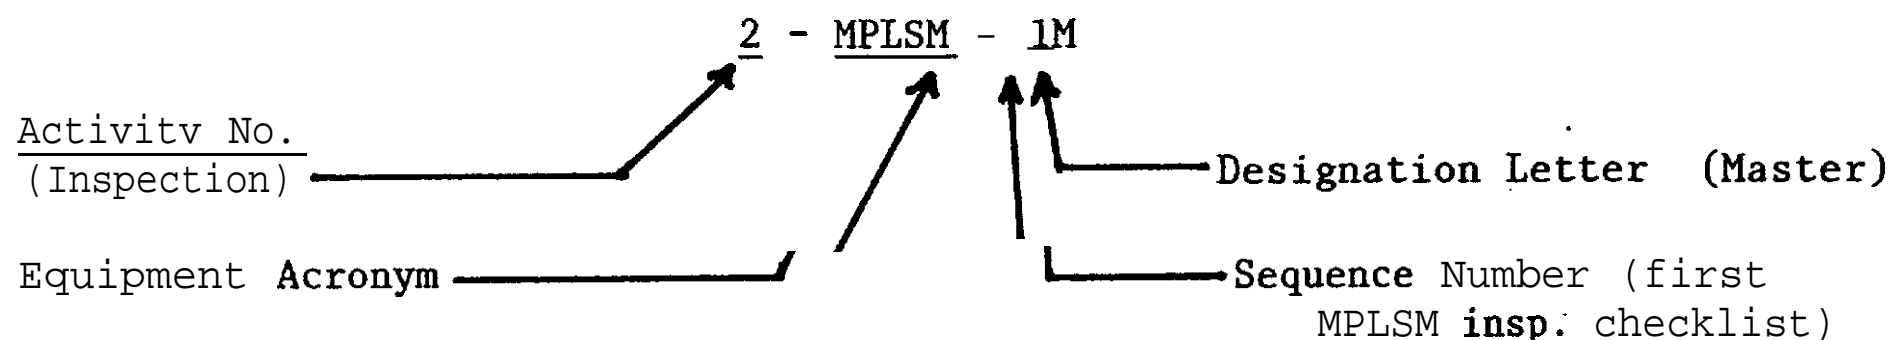 2 - MPLSM - 1M
Activitv No.
(Inspection)
Designation Letter (Master)
Equipment Acronym
Sequence Number (first
MPLSM insp. checklist)